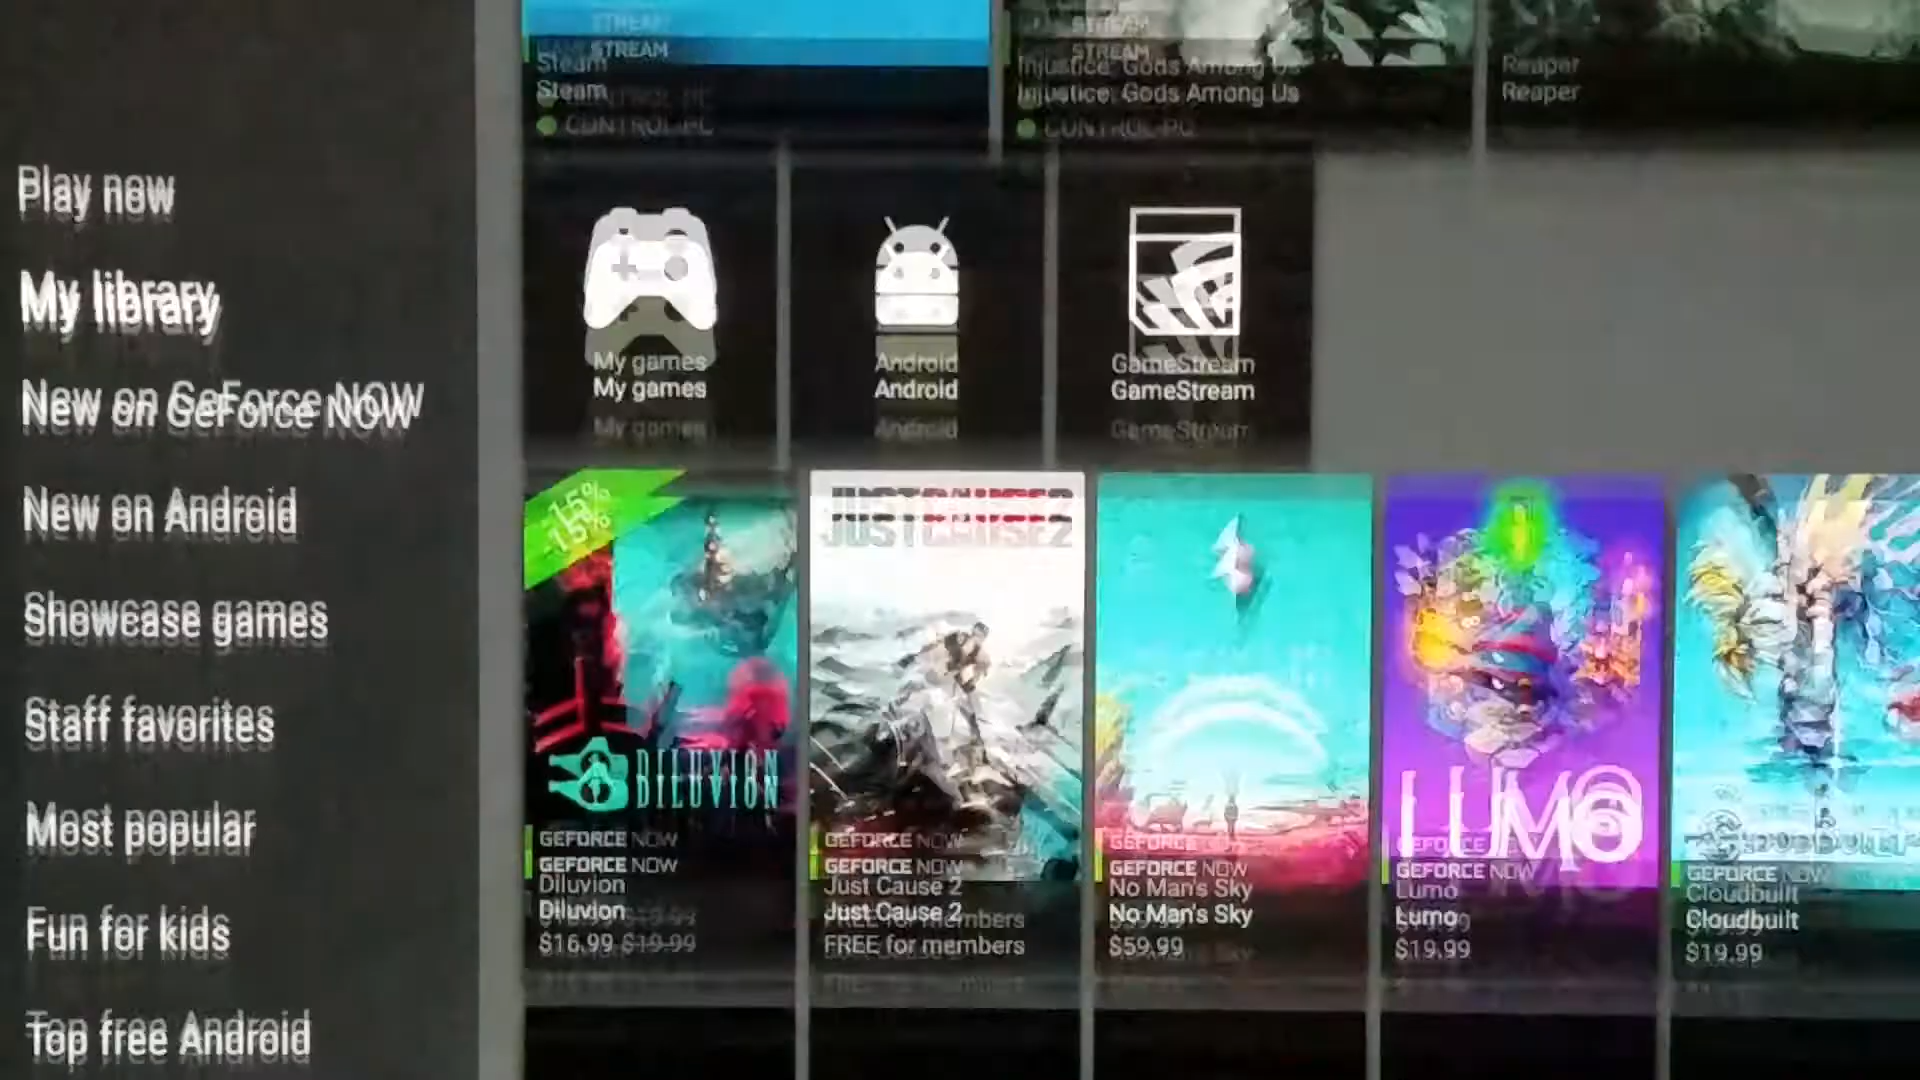 Play now
My library
New on GeForce NOW
New on Android
Showcase games
Staff favorites
Most popular
Fun for kids
Top free Android
STREAM
Steam
CONTROL-PC
STREAM
Injustice: Gods Among Us
CONTROL-PC
Reaper
My games
Android
GameStream
-15%
DILUVION
GEFORCE NOW
Diluvion
$16.99 $19.99
JUST CAUSE 2
GEFORCE NOW
Just Cause 2
FREE for members
GEFORCE
No Man's Sky
$59.99
LUMO
GEFORCE NOW
Lumo
$19.99
GEFORCE NOW
Cloudbuilt
$19.99